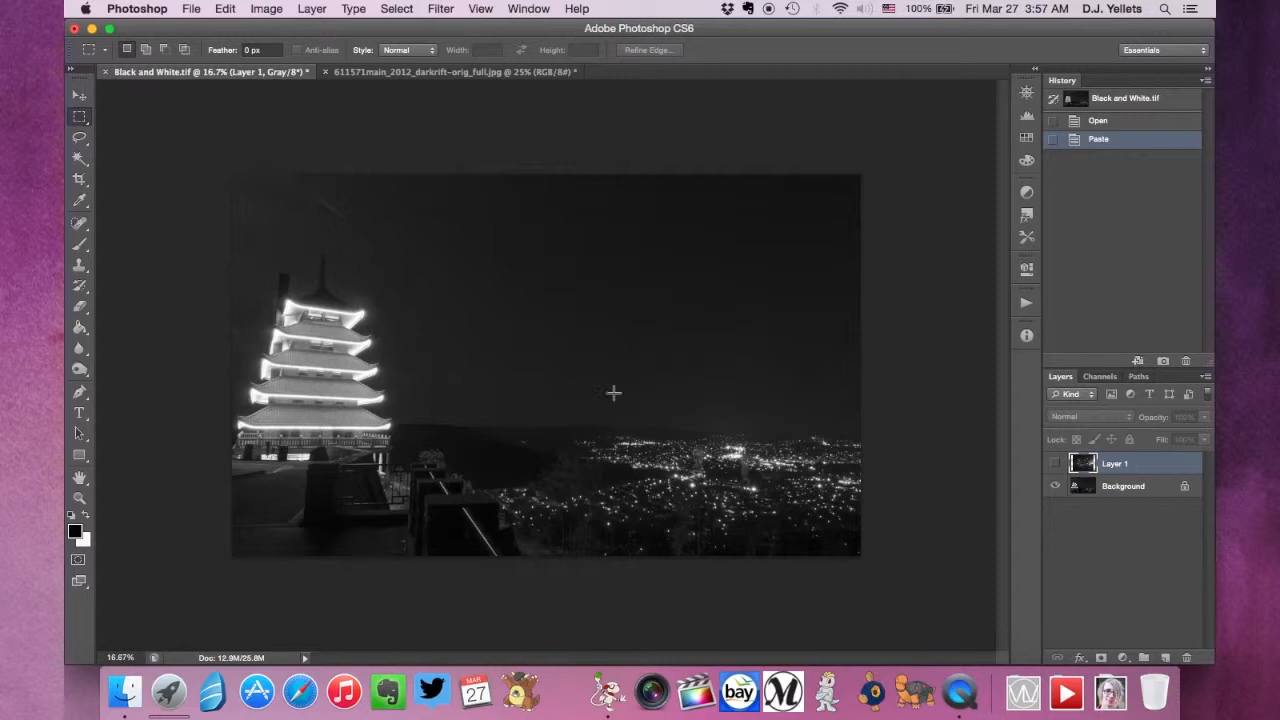 Photoshop File Edit Image Layer Type Select Filter View Window Help 100% Fri Mar 27 3:57 AM D.J. Yellets
Adobe Photoshop CS6
Feather: 0 px Anti-alias Style: Normal Width: Height: Refine Edge... Essentials
× Black and White.tif @ 16.7% (Layer 1, Gray/8*) * × 611571main_2012_darkrift-orig_full.jpg @ 25% (RGB/8#) *
History
Black and White.tif
Open
Paste
Layers Channels Paths
Kind
Normal Opacity: 100%
Lock: Fill: 100%
Layer 1
Background
16.67% Doc: 12.9M/25.8M
MAR
27
bay
M